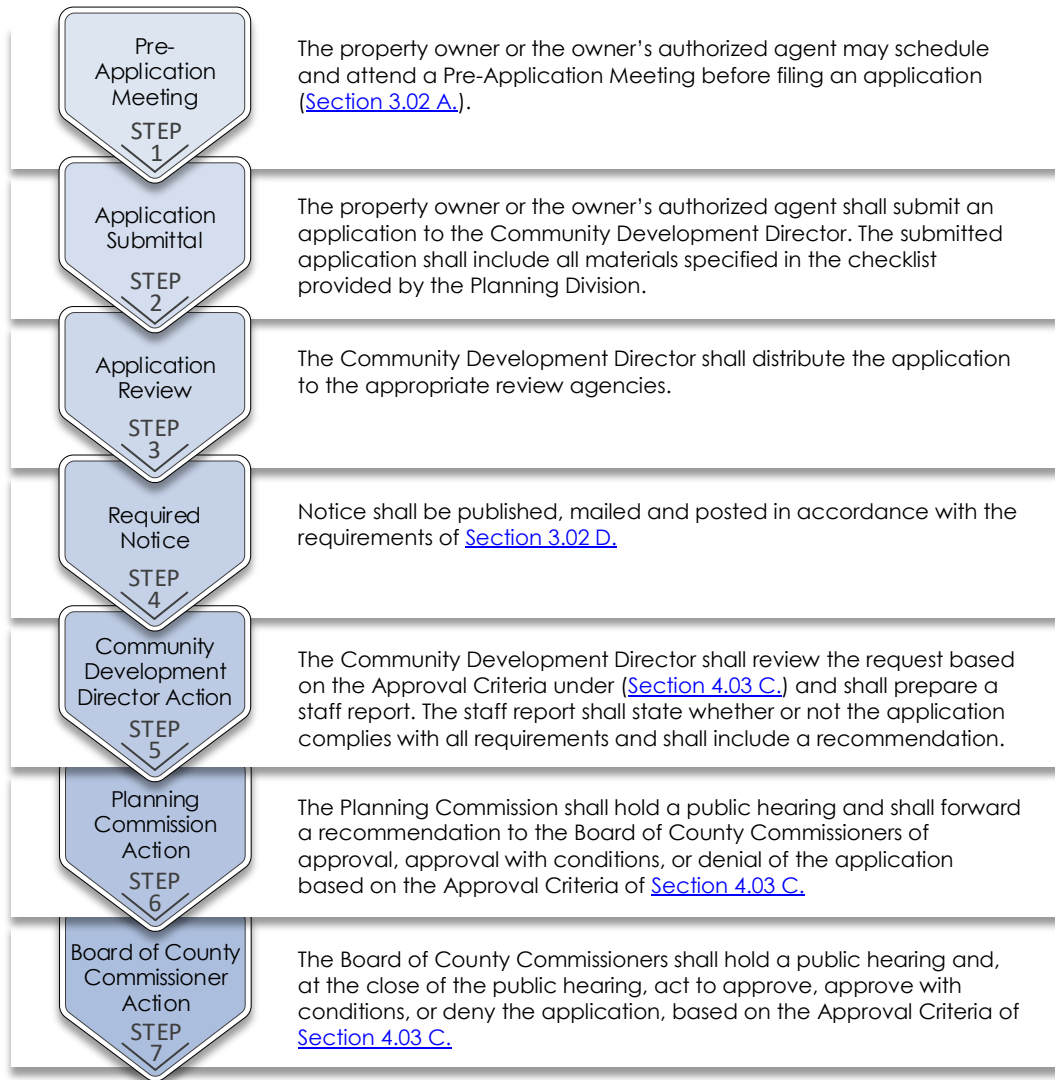 Pre-
Application
Meeting
STEP
1
The property owner or the owner’s authorized agent may schedule
and attend a Pre-Application Meeting before filing an application
(Section 3.02 A.).
Application
Submittal
STEP
2
The property owner or the owner’s authorized agent shall submit an
application to the Community Development Director. The submitted
application shall include all materials specified in the checklist
provided by the Planning Division.
Application
Review
STEP
3
The Community Development Director shall distribute the application
to the appropriate review agencies.
Required
Notice
STEP
4
Notice shall be published, mailed and posted in accordance with the
requirements of Section 3.02 D.
Community
Development
Director Action
STEP
5
The Community Development Director shall review the request based
on the Approval Criteria under (Section 4.03 C.) and shall prepare a
staff report. The staff report shall state whether or not the application
complies with all requirements and shall include a recommendation.
Planning
Commission
Action
STEP
6
The Planning Commission shall hold a public hearing and shall forward
a recommendation to the Board of County Commissioners of
approval, approval with conditions, or denial of the application
based on the Approval Criteria of Section 4.03 C.
Board of County
Commissioner
Action
STEP
7
The Board of County Commissioners shall hold a public hearing and,
at the close of the public hearing, act to approve, approve with
conditions, or deny the application, based on the Approval Criteria of
Section 4.03 C.